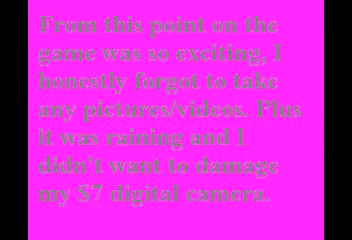 From this point on the
game was so exciting, I
honestly forgot to take
any pictures/videos. Plus
it was raining and I
didn't want to damage
my $7 digital camera.